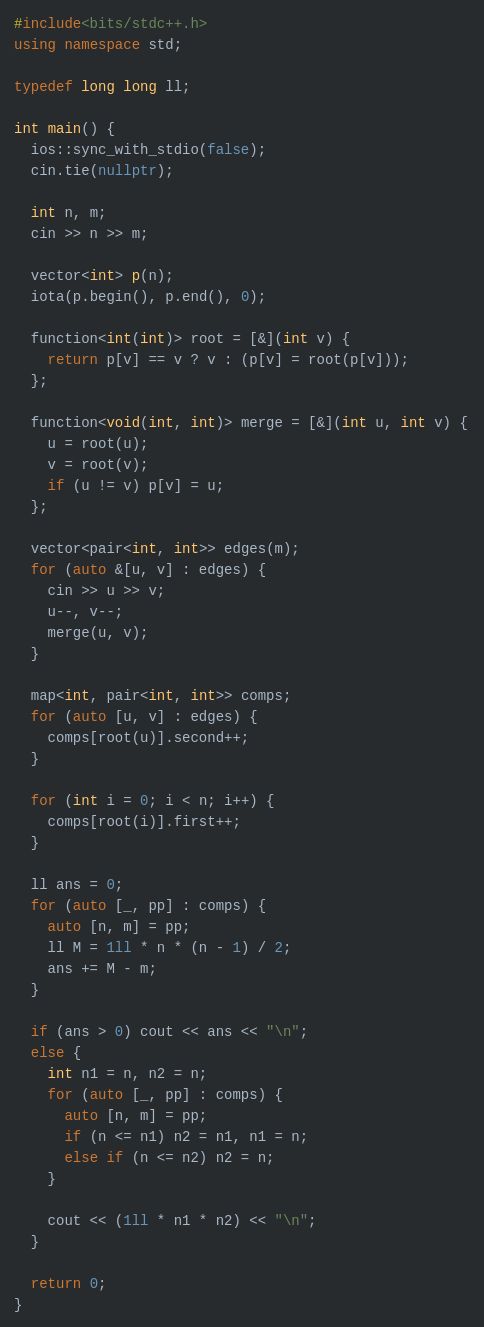 #include<bits/stdc++.h>
using namespace std;

typedef long long ll;

int main() {
  ios::sync_with_stdio(false);
  cin.tie(nullptr);

  int n, m;
  cin >> n >> m;

  vector<int> p(n);
  iota(p.begin(), p.end(), 0);

  function<int(int)> root = [&](int v) {
    return p[v] == v ? v : (p[v] = root(p[v]));
  };

  function<void(int, int)> merge = [&](int u, int v) {
    u = root(u);
    v = root(v);
    if (u != v) p[v] = u;
  };

  vector<pair<int, int>> edges(m);
  for (auto &[u, v] : edges) {
    cin >> u >> v;
    u--, v--;
    merge(u, v);
  }

  map<int, pair<int, int>> comps;
  for (auto [u, v] : edges) {
    comps[root(u)].second++;
  }

  for (int i = 0; i < n; i++) {
    comps[root(i)].first++;
  }

  ll ans = 0;
  for (auto [_, pp] : comps) {
    auto [n, m] = pp;
    ll M = 1ll * n * (n - 1) / 2;
    ans += M - m;
  }

  if (ans > 0) cout << ans << "\n";
  else {
    int n1 = n, n2 = n;
    for (auto [_, pp] : comps) {
      auto [n, m] = pp;
      if (n <= n1) n2 = n1, n1 = n;
      else if (n <= n2) n2 = n;
    }

    cout << (1ll * n1 * n2) << "\n";
  }

  return 0;
}